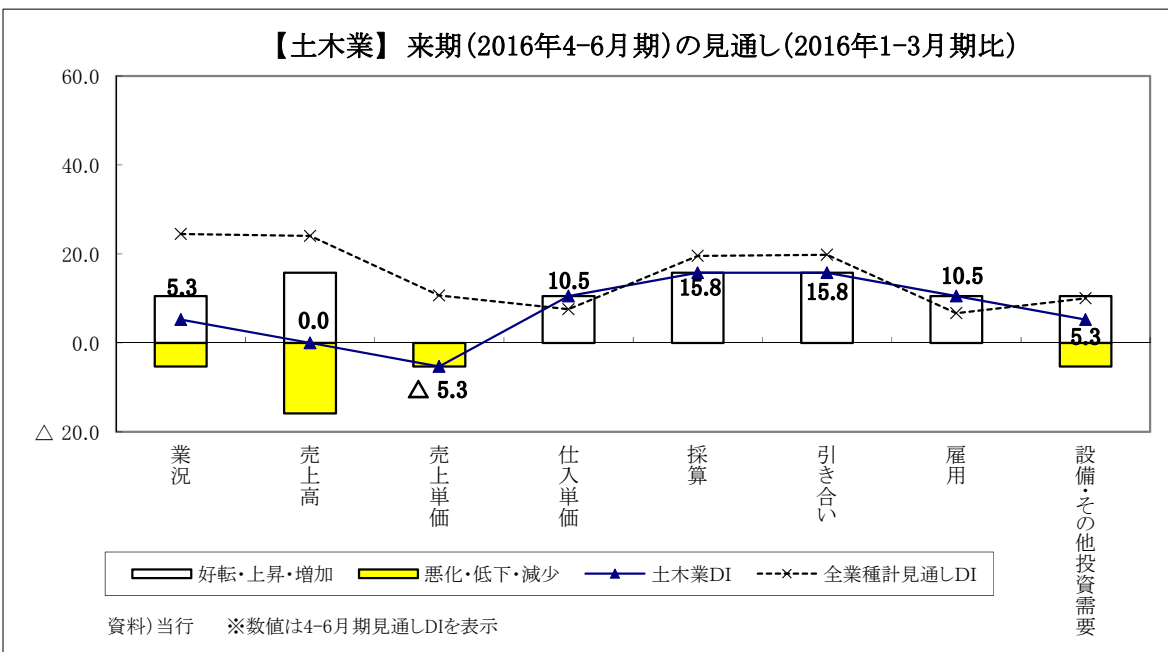 【土木業】 来期(2016年4-6月期)の見通し(2016年1-3月期比)
60.0
40.0
20.0
0.0
△ 20.0
5.3
0.0
△ 5.3
10.5
15.8
15.8
10.5
5.3
業況
売上高
売上単価
仕入単価
採算
引き合い
雇用
設備・その他投資需要
好転・上昇・増加 悪化・低下・減少 土木業DI 全業種計見通しDI
資料)当行 ※数値は4-6月期見通しDIを表示